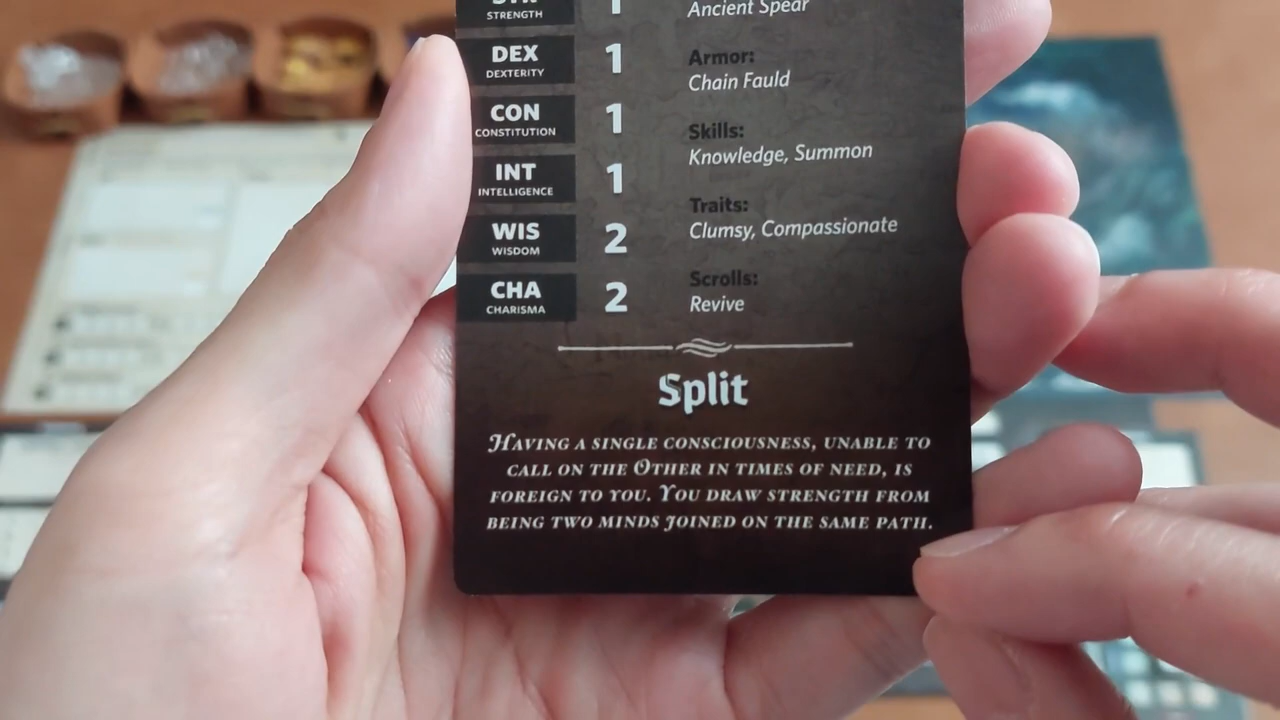 STRENGTH
Ancient Spear
DEX 1
DEXTERITY
Armor:
Chain Fauld
CON 1
CONSTITUTION
Skills:
Knowledge, Summon
INT 1
INTELLIGENCE
Traits:
Clumsy, Compassionate
WIS 2
WISDOM
Scrolls:
Revive
CHA 2
CHARISMA
Split
HAVING A SINGLE CONSCIOUSNESS, UNABLE TO
CALL ON THE OTHER IN TIMES OF NEED, IS
FOREIGN TO YOU. YOU DRAW STRENGTH FROM
BEING TWO MINDS JOINED ON THE SAME PATH.